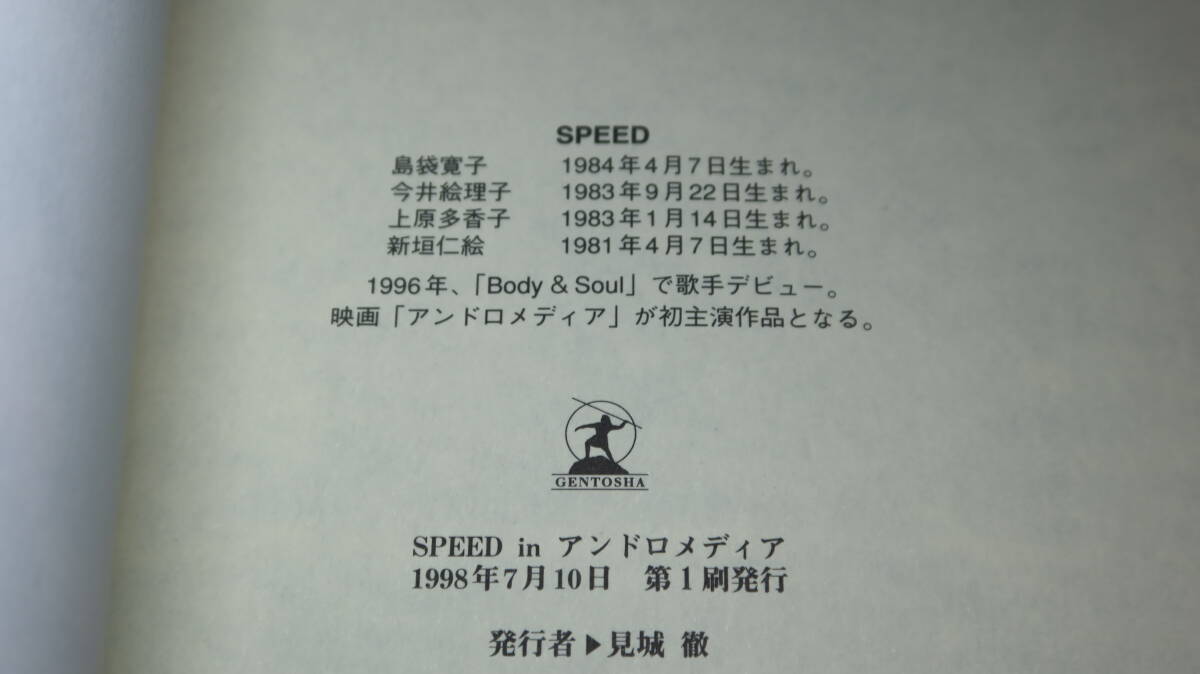 SPEED
島袋寛子 1984年4月7日生まれ。
今井絵理子 1983年9月22日生まれ。
上原多香子 1983年1月14日生まれ。
新垣仁絵 1981年4月7日生まれ。
1996年、「Body & Soul」で歌手デビュー。
映画「アンドロメディア」が初主演作品となる。
GENTOSHA
SPEED in アンドロメディア
1998年7月10日 第1刷発行
発行者▶見城 徹